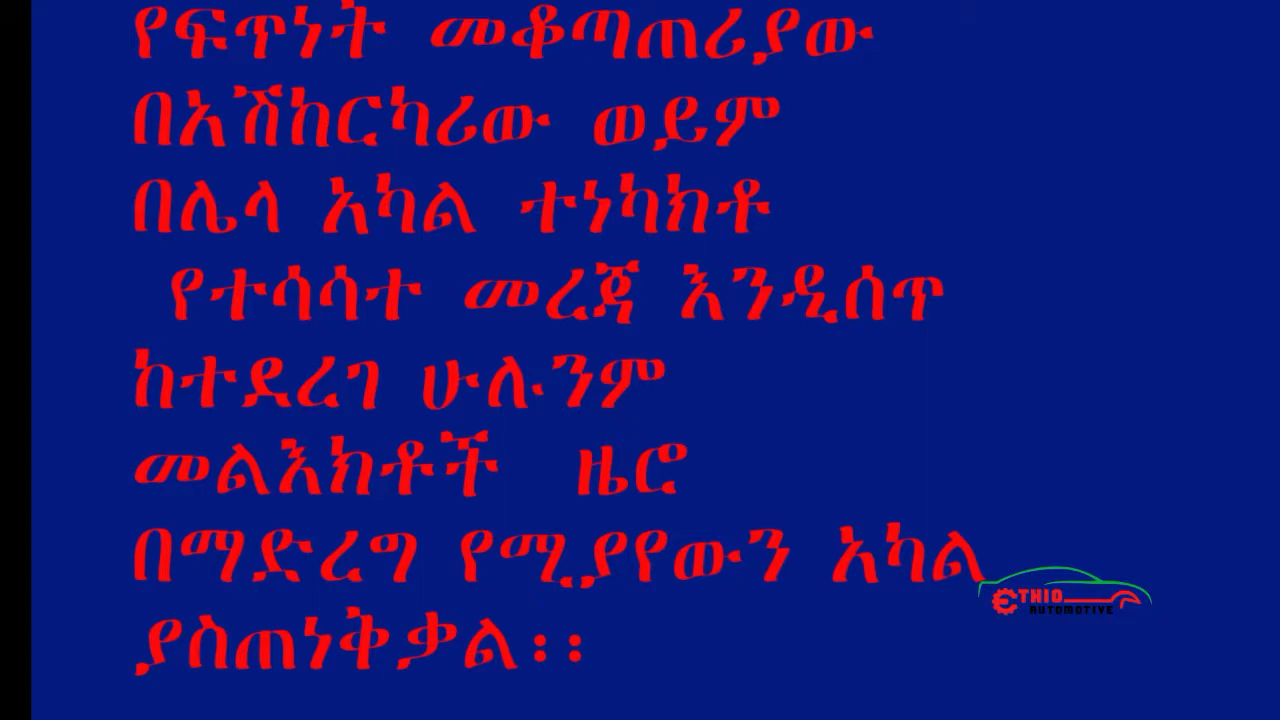 የፍጥነት መቆጣጠሪያው
በአሽከርካሪው ወይም
በሌላ አካል ተነካክቶ
የተሳሳተ መረጃ እንዲሰጥ
ከተደረገ ሁሉንም
መልእክቶች ዜሮ
በማድረግ የሚያየውን አካል
ያስጠነቅቃል፡፡
ETHIO
AUTOMOTIVE